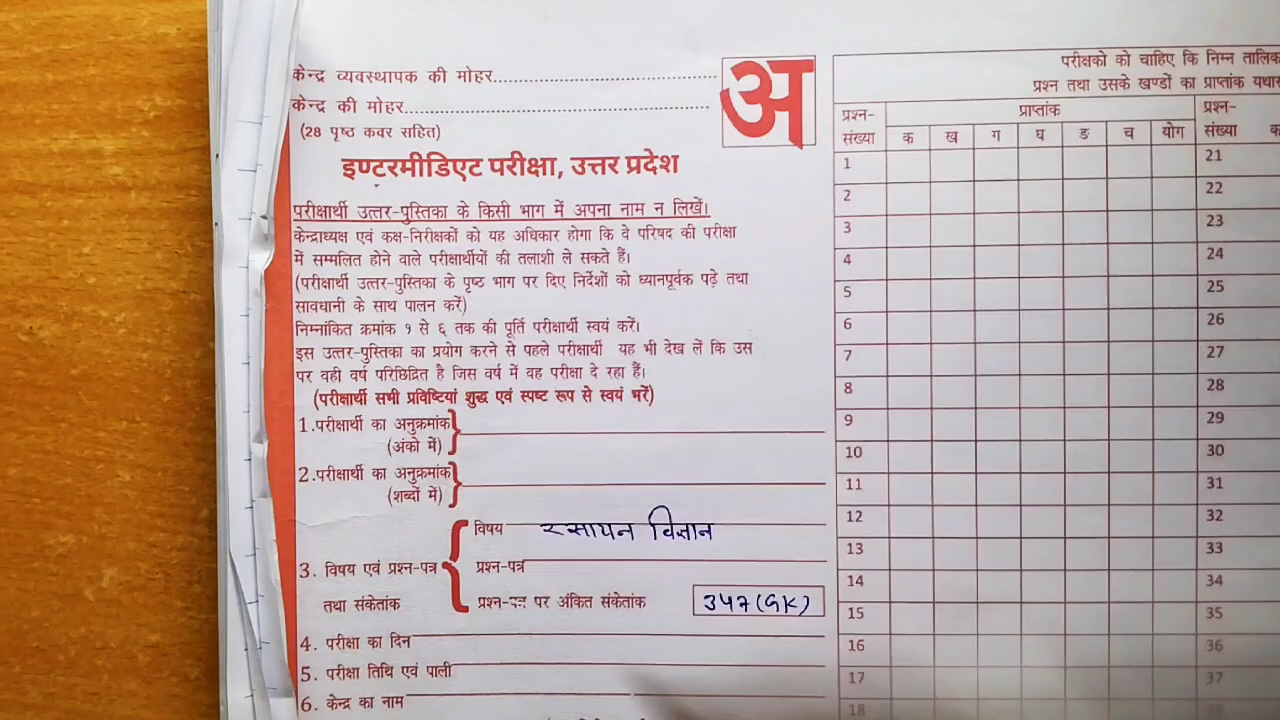 केन्द्र व्यवस्थापक की मोहर
केन्द्र की मोहर
(28 पृष्ठ कवर सहित)
अ
इण्टरमीडिएट परीक्षा, उत्तर प्रदेश
परीक्षार्थी उत्तर-पुस्तिका के किसी भाग में अपना नाम न लिखें।
केन्द्राध्यक्ष एवं कक्ष-निरीक्षकों को यह अधिकार होगा कि वे परिषद की परीक्षा
में सम्मलित होने वाले परीक्षार्थीयों की तलाशी ले सकते हैं।
(परीक्षार्थी उत्तर-पुस्तिका के पृष्ठ भाग पर दिए निर्देशों को ध्यानपूर्वक पढ़े तथा
सावधानी के साथ पालन करें)
निम्नांकित क्रमांक १ से ६ तक की पूर्ति परीक्षार्थी स्वयं करें।
इस उत्तर-पुस्तिका का प्रयोग करने से पहले परीक्षार्थी यह भी देख लें कि उस
पर वही वर्ष परिछिद्रित है जिस वर्ष में वह परीक्षा दे रहा हैं।
(परीक्षार्थी सभी प्रविष्टियां शुद्ध एवं स्पष्ट रूप से स्वयं भरें)
1.परीक्षार्थी का अनुक्रमांक
(अंको में)
2.परीक्षार्थी का अनुक्रमांक
(शब्दों में)
विषय रसायन विज्ञान
3. विषय एवं प्रश्न-पत्र
प्रश्न-पत्र
तथा संकेतांक
प्रश्न-पत्र पर अंकित संकेतांक 347(GK)
4. परीक्षा का दिन
5. परीक्षा तिथि एवं पाली
6. केन्द्र का नाम
परीक्षको को चाहिए कि निम्न
प्रश्न तथा उसके खण्डों का प्राप्तांक
प्रश्न-संख्या प्राप्तांक प्रश्न-संख्या
क ख ग घ ङ च योग
1 21
2 22
3 23
4 24
5 25
6 26
7 27
8 28
9 29
10 30
11 31
12 32
13 33
14 34
15 35
16 36
17 37
18